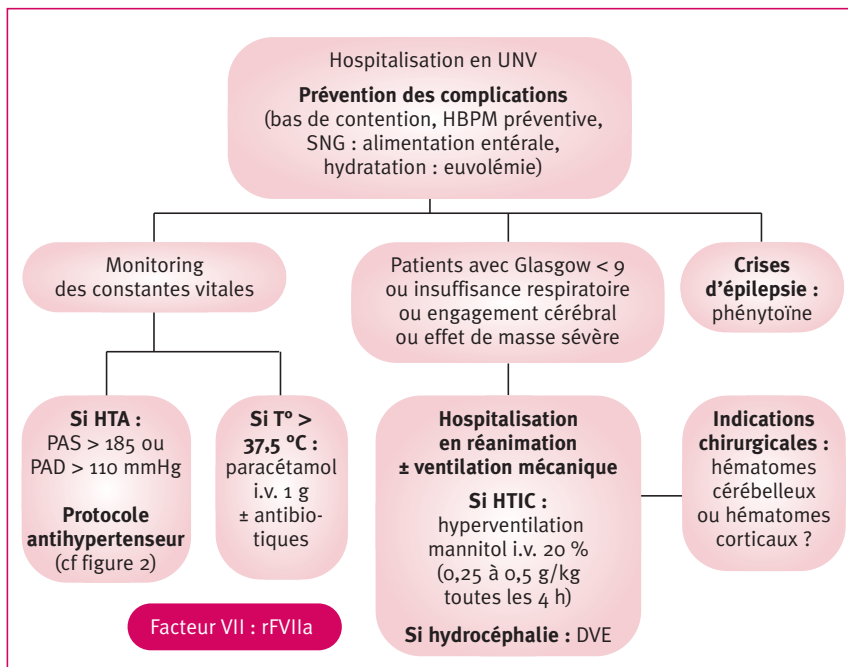 Hospitalisation en UNV
Prévention des complications
(bas de contention, HBPM préventive,
SNG : alimentation entérale,
hydratation : euvolémie)
Monitoring
des constantes vitales
Patients avec Glasgow < 9
ou insuffisance respiratoire
ou engagement cérébral
ou effet de masse sévère
Crises
d’épilepsie :
phénytoïne
Si HTA :
PAS > 185 ou
PAD > 110 mmHg
Protocole
antihypertenseur
(cf figure 2)
Si T° >
37,5 °C :
paracétamol
i.v. 1 g
± antibio-
tiques
Hospitalisation
en réanimation
± ventilation mécanique
Si HTIC :
hyperventilation
mannitol i.v. 20 %
(0,25 à 0,5 g/kg
toutes les 4 h)
Si hydrocéphalie : DVE
Indications
chirurgicales :
hématomes
cérébelleux
ou hématomes
corticaux ?
Facteur VII : rFVIIa